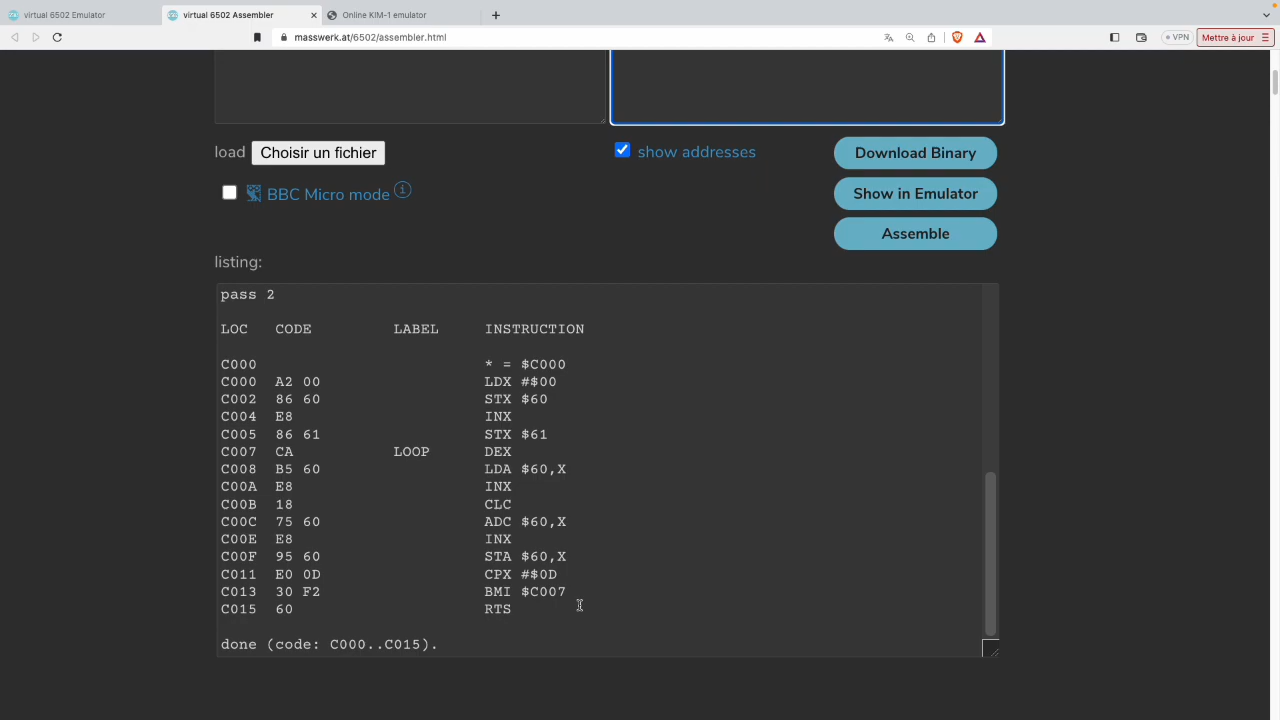 virtual 6502 Emulator
virtual 6502 Assembler
Online KIM-1 emulator
masswerk.at/6502/assembler.html
VPN
Mettre à jour
load Choisir un fichier
show addresses
Download Binary
BBC Micro mode i
Show in Emulator
Assemble
listing:
pass 2
LOC CODE LABEL INSTRUCTION
C000 * = $C000
C000 A2 00 LDX #$00
C002 86 60 STX $60
C004 E8 INX
C005 86 61 STX $61
C007 CA LOOP DEX
C008 B5 60 LDA $60,X
C00A E8 INX
C00B 18 CLC
C00C 75 60 ADC $60,X
C00E E8 INX
C00F 95 60 STA $60,X
C011 E0 0D CPX #$0D
C013 30 F2 BMI $C007
C015 60 RTS
done (code: C000..C015).